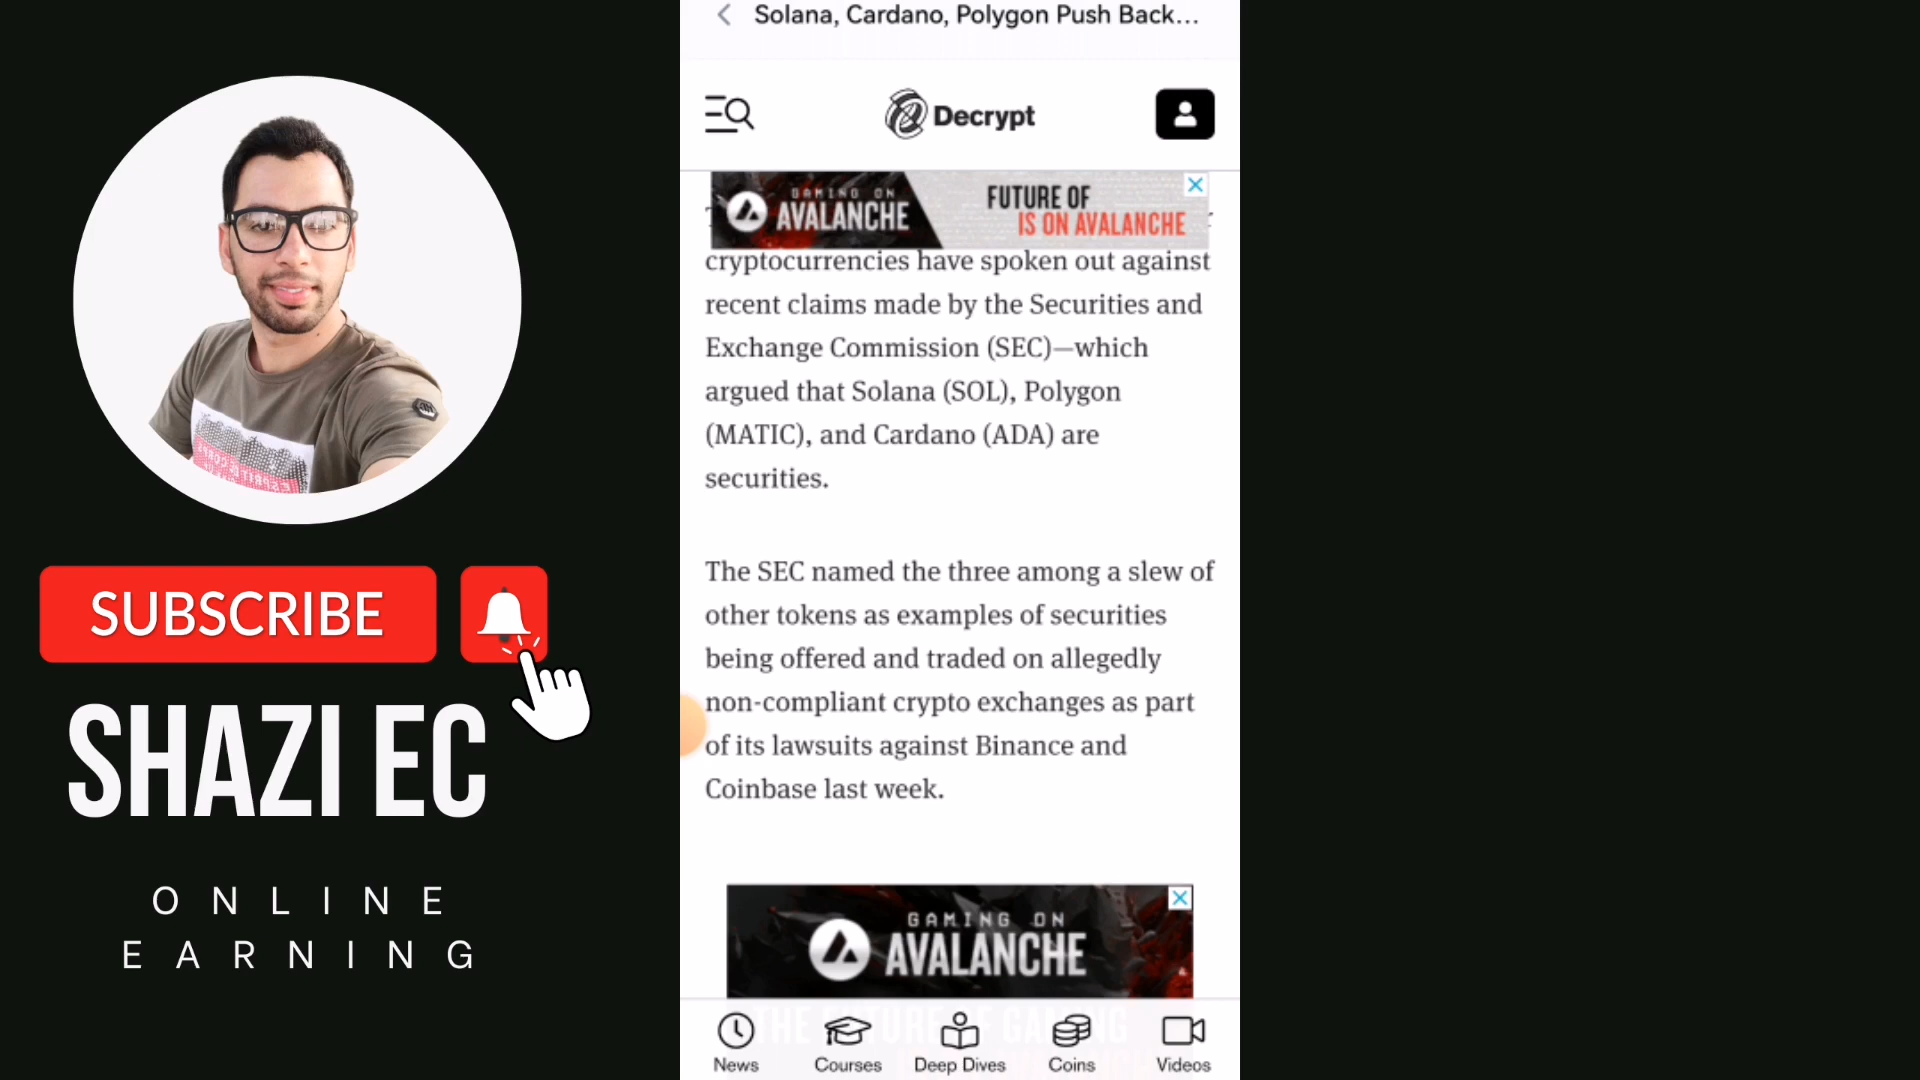 SUBSCRIBE
SHAZI EC
ONLINE
EARNING
Solana, Cardano, Polygon Push Back...
Decrypt
GAMING ON
AVALANCHE
FUTURE OF
IS ON AVALANCHE
cryptocurrencies have spoken out against
recent claims made by the Securities and
Exchange Commission (SEC)—which
argued that Solana (SOL), Polygon
(MATIC), and Cardano (ADA) are
securities.
The SEC named the three among a slew of
other tokens as examples of securities
being offered and traded on allegedly
non-compliant crypto exchanges as part
of its lawsuits against Binance and
Coinbase last week.
GAMING ON
AVALANCHE
THE FUTURE OF GAMING
News
Courses
Deep Dives
Coins
Videos